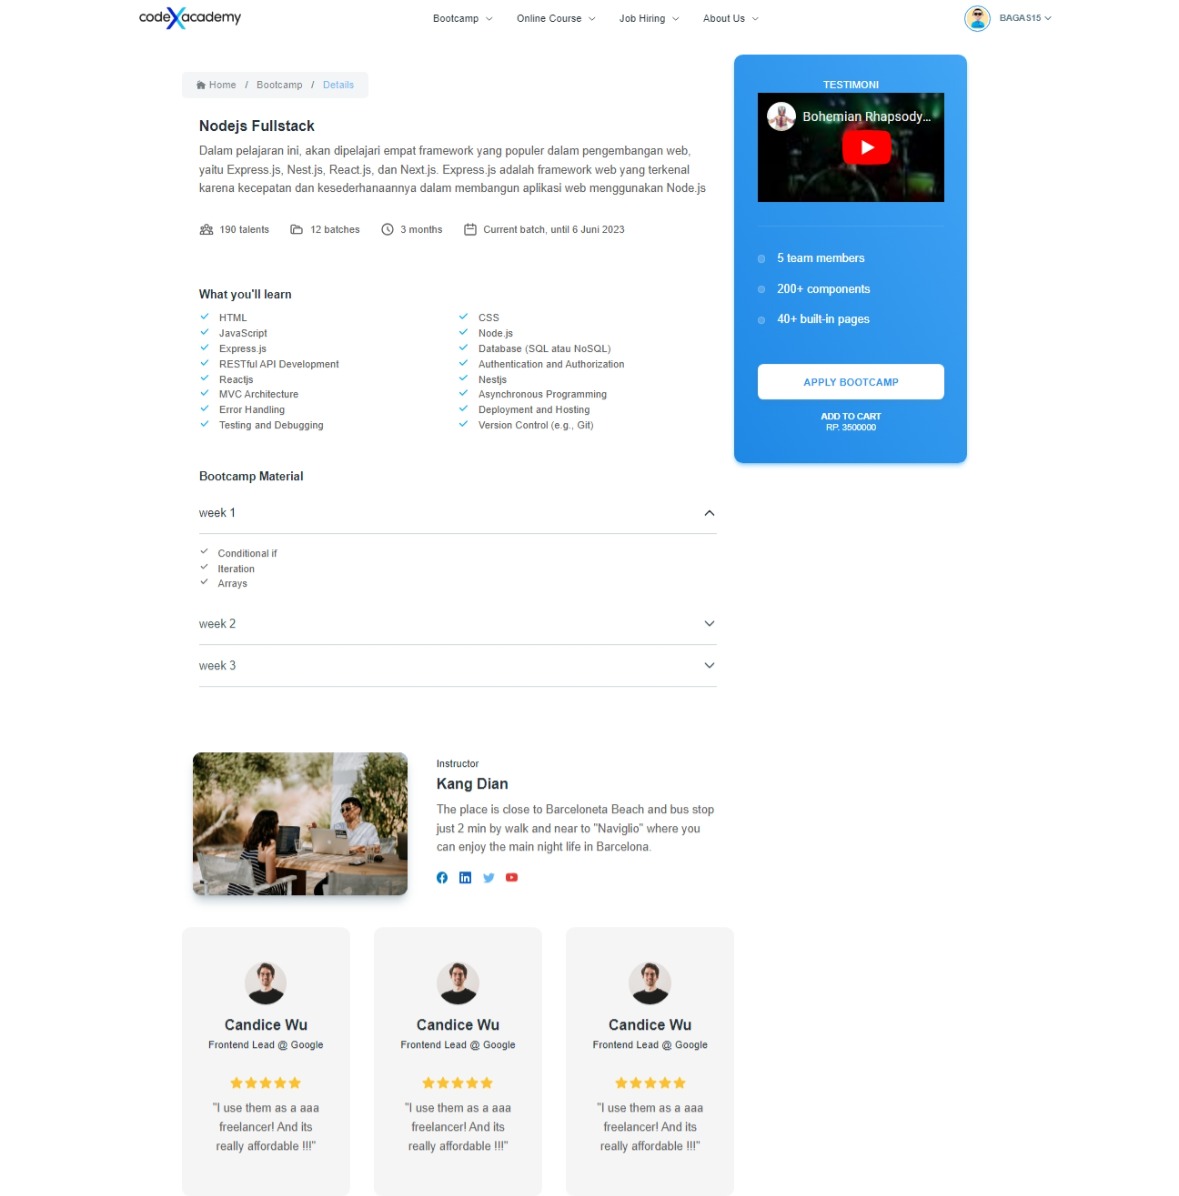 codeXacademy
Bootcamp
Online Course
Job Hiring
About Us
BAGAS15
Home / Bootcamp / Details
Nodejs Fullstack
Dalam pelajaran ini, akan dipelajari empat framework yang populer dalam pengembangan web,
yaitu Express.js, Nest.js, React.js, dan Next.js. Express.js adalah framework web yang terkenal
karena kecepatan dan kesederhanaannya dalam membangun aplikasi web menggunakan Node.js
190 talents
12 batches
3 months
Current batch, until 6 Juni 2023
What you'll learn
HTML
CSS
JavaScript
Node.js
Express.js
Database (SQL atau NoSQL)
RESTful API Development
Authentication and Authorization
Reactjs
Nestjs
MVC Architecture
Asynchronous Programming
Error Handling
Deployment and Hosting
Testing and Debugging
Version Control (e.g., Git)
Bootcamp Material
week 1
Conditional if
Iteration
Arrays
week 2
week 3
TESTIMONI
Bohemian Rhapsody...
5 team members
200+ components
40+ built-in pages
APPLY BOOTCAMP
ADD TO CART
RP. 3500000
Instructor
Kang Dian
The place is close to Barceloneta Beach and bus stop
just 2 min by walk and near to "Naviglio" where you
can enjoy the main night life in Barcelona.
Candice Wu
Frontend Lead @ Google
"I use them as a aaa
freelancer! And its
really affordable !!!"
Candice Wu
Frontend Lead @ Google
"I use them as a aaa
freelancer! And its
really affordable !!!"
Candice Wu
Frontend Lead @ Google
"I use them as a aaa
freelancer! And its
really affordable !!!"